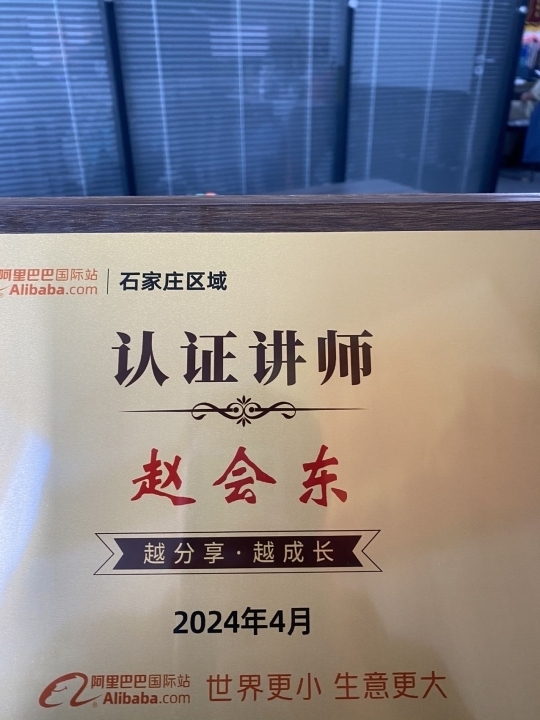 阿里巴巴国际站
Alibaba.com
石家庄区域
认证讲师
赵会东
越分享·越成长
2024年4月
阿里巴巴国际站
Alibaba.com
世界更小 生意更大